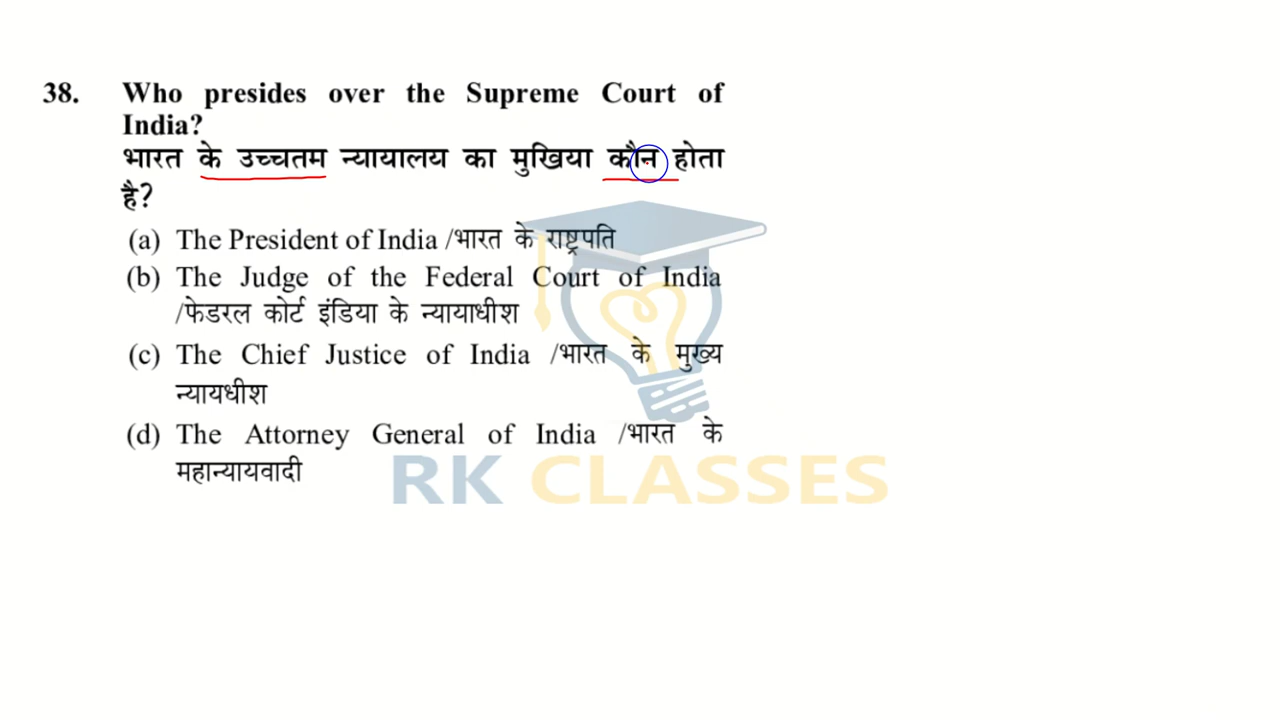 38. Who presides over the Supreme Court of
India?
भारत के उच्चतम न्यायालय का मुखिया कौन होता
है?
(a) The President of India /भारत के राष्ट्रपति
(b) The Judge of the Federal Court of India
/फेडरल कोर्ट इंडिया के न्यायाधीश
(c) The Chief Justice of India /भारत के मुख्य
न्यायधीश
(d) The Attorney General of India /भारत के
महान्यायवादी
RK CLASSES